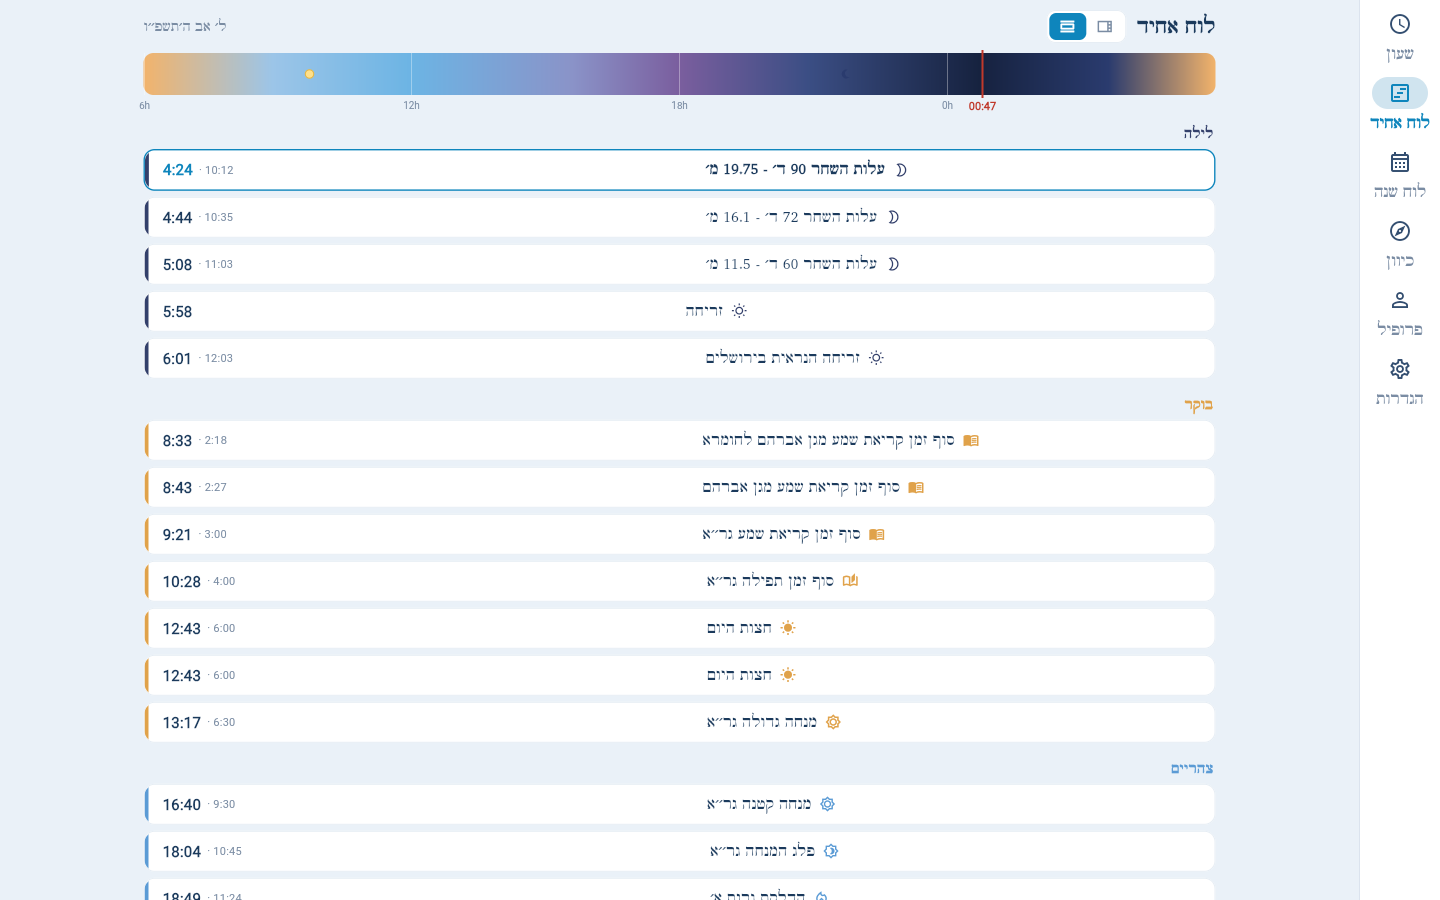 לוח אחיד
ל׳ אב ה׳תשפ״ו
6h
12h
18h
0h
00:47
לילה
עלות השחר 90 ד׳ - 19.75 מ׳
4:24 · 10:12
עלות השחר 72 ד׳ - 16.1 מ׳
4:44 · 10:35
עלות השחר 60 ד׳ - 11.5 מ׳
5:08 · 11:03
זריחה
5:58
זריחה הנראית בירושלים
6:01 · 12:03
בוקר
סוף זמן קריאת שמע מגן אברהם לחומרא
8:33 · 2:18
סוף זמן קריאת שמע מגן אברהם
8:43 · 2:27
סוף זמן קריאת שמע גר״א
9:21 · 3:00
סוף זמן תפילה גר״א
10:28 · 4:00
חצות היום
12:43 · 6:00
חצות היום
12:43 · 6:00
מנחה גדולה גר״א
13:17 · 6:30
צהריים
מנחה קטנה גר״א
16:40 · 9:30
פלג המנחה גר״א
18:04 · 10:45
הדלקת נרות א׳
18:49 · 11:24
שעון
לוח אחיד
לוח שנה
כיוון
פרופיל
הגדרות